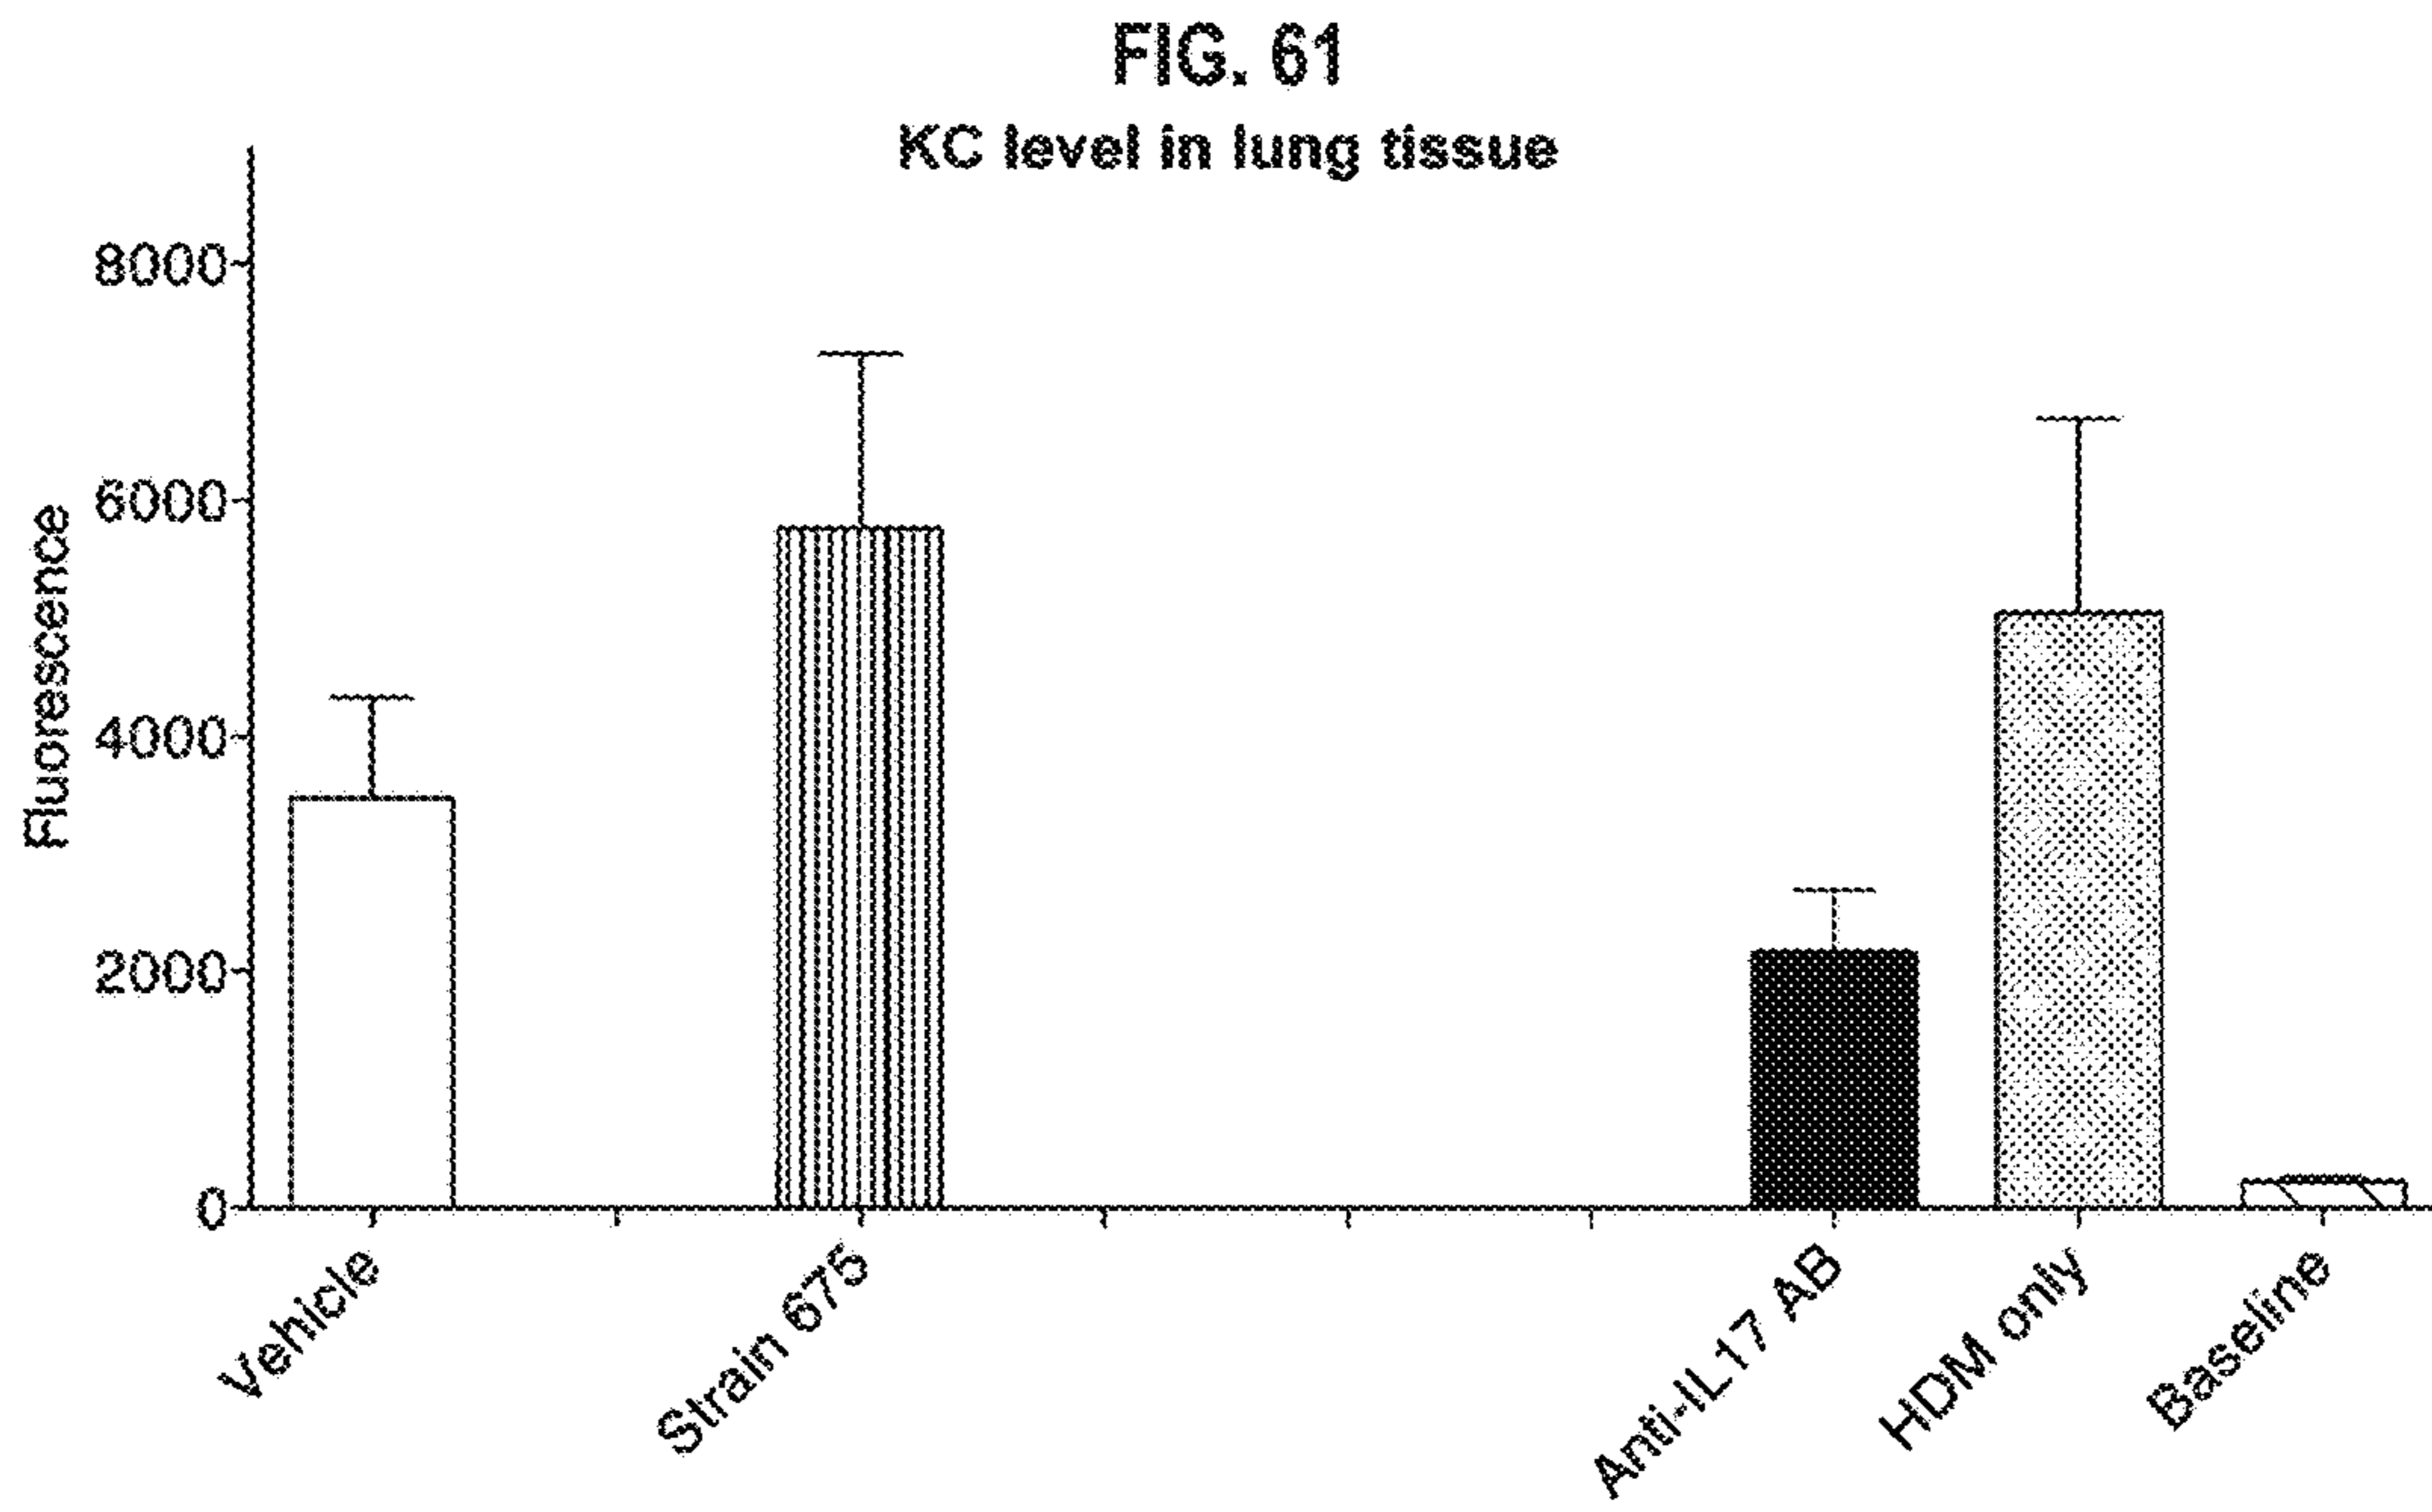 FIG. 61
KC level in lung tissue
Fluorescence
8000
6000
4000
2000
0
Vehicle
Strain 675
Anti-IL17 AB
HDM only
Baseline